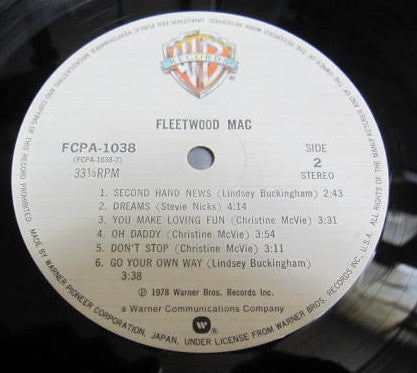 WB
RECORDS
FLEETWOOD MAC
FCPA-1038
(FCPA-1038-2)
33⅓RPM
SIDE
2
STEREO
1. SECOND HAND NEWS (Lindsey Buckingham) 2:43
2. DREAMS (Stevie Nicks) 4:14
3. YOU MAKE LOVING FUN (Christine McVie) 3:31
4. OH DADDY (Christine McVie) 3:54
5. DON'T STOP (Christine McVie) 3:11
6. GO YOUR OWN WAY (Lindsey Buckingham)
3:38
Ⓟ 1978 Warner Bros. Records Inc.
a Warner Communications Company
MADE BY WARNER-PIONEER CORPORATION, JAPAN, UNDER LICENSE FROM WARNER BROS. RECORDS INC. U.S.A.